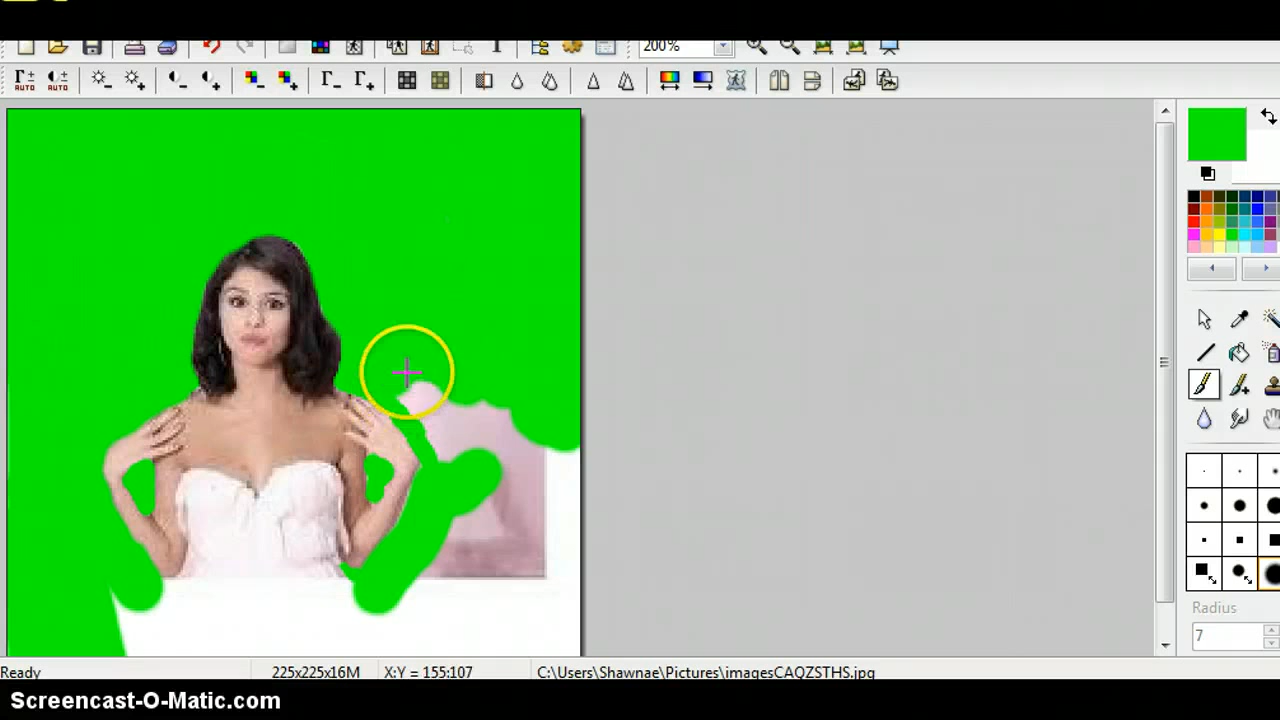 200%
AUTO AUTO
Radius
7
Ready 225x225x16M X:Y = 155:107 C:\Users\Shawnae\Pictures\imagesCAQZSTHS.jpg
Screencast-O-Matic.com